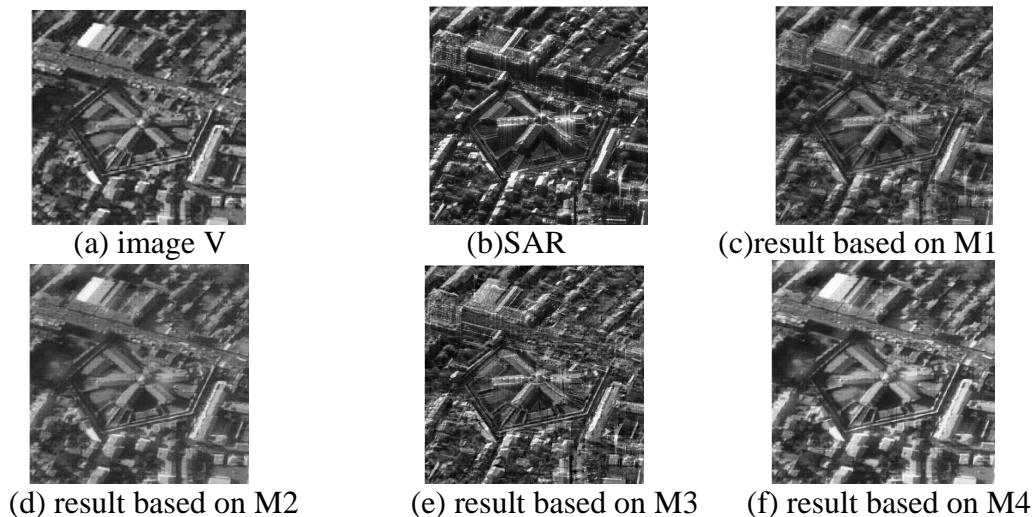 (a) image V
(b)SAR
(c)result based on M1
(d) result based on M2
(e) result based on M3
(f) result based on M4